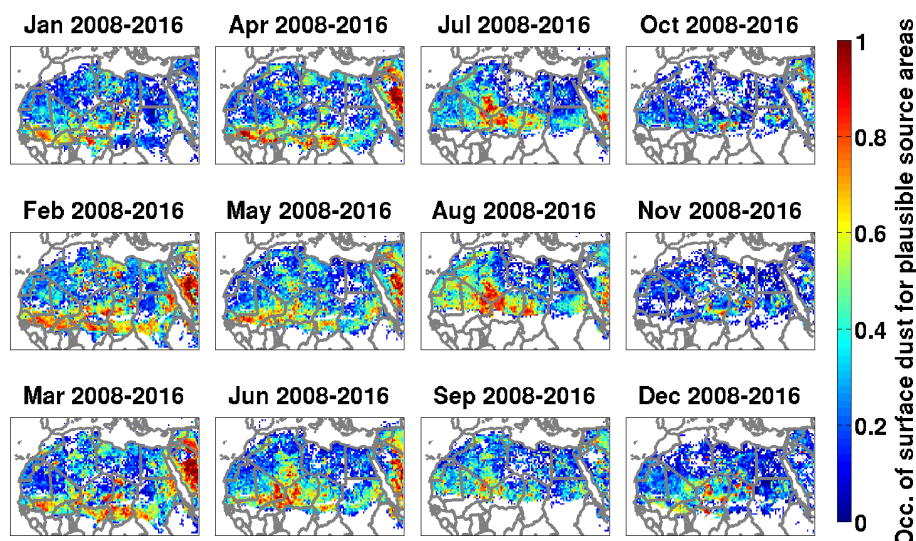 Jan 2008-2016
Apr 2008-2016
Jul 2008-2016
Oct 2008-2016
Feb 2008-2016
May 2008-2016
Aug 2008-2016
Nov 2008-2016
Mar 2008-2016
Jun 2008-2016
Sep 2008-2016
Dec 2008-2016
1
0.8
0.6
0.4
0.2
0
Occ. of surface dust for plausible source areas